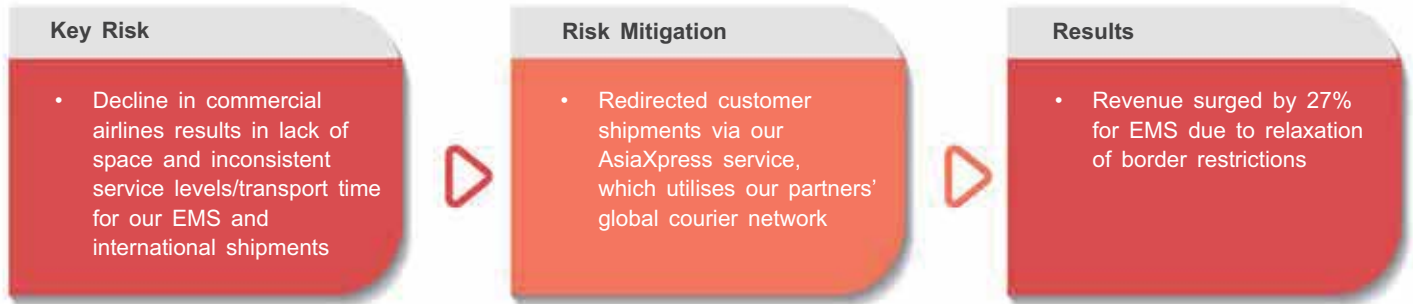 Key Risk
• Decline in commercial
airlines results in lack of
space and inconsistent
service levels/transport time
for our EMS and
international shipments
Risk Mitigation
• Redirected customer
shipments via our
AsiaXpress service,
which utilises our partners’
global courier network
Results
• Revenue surged by 27%
for EMS due to relaxation
of border restrictions